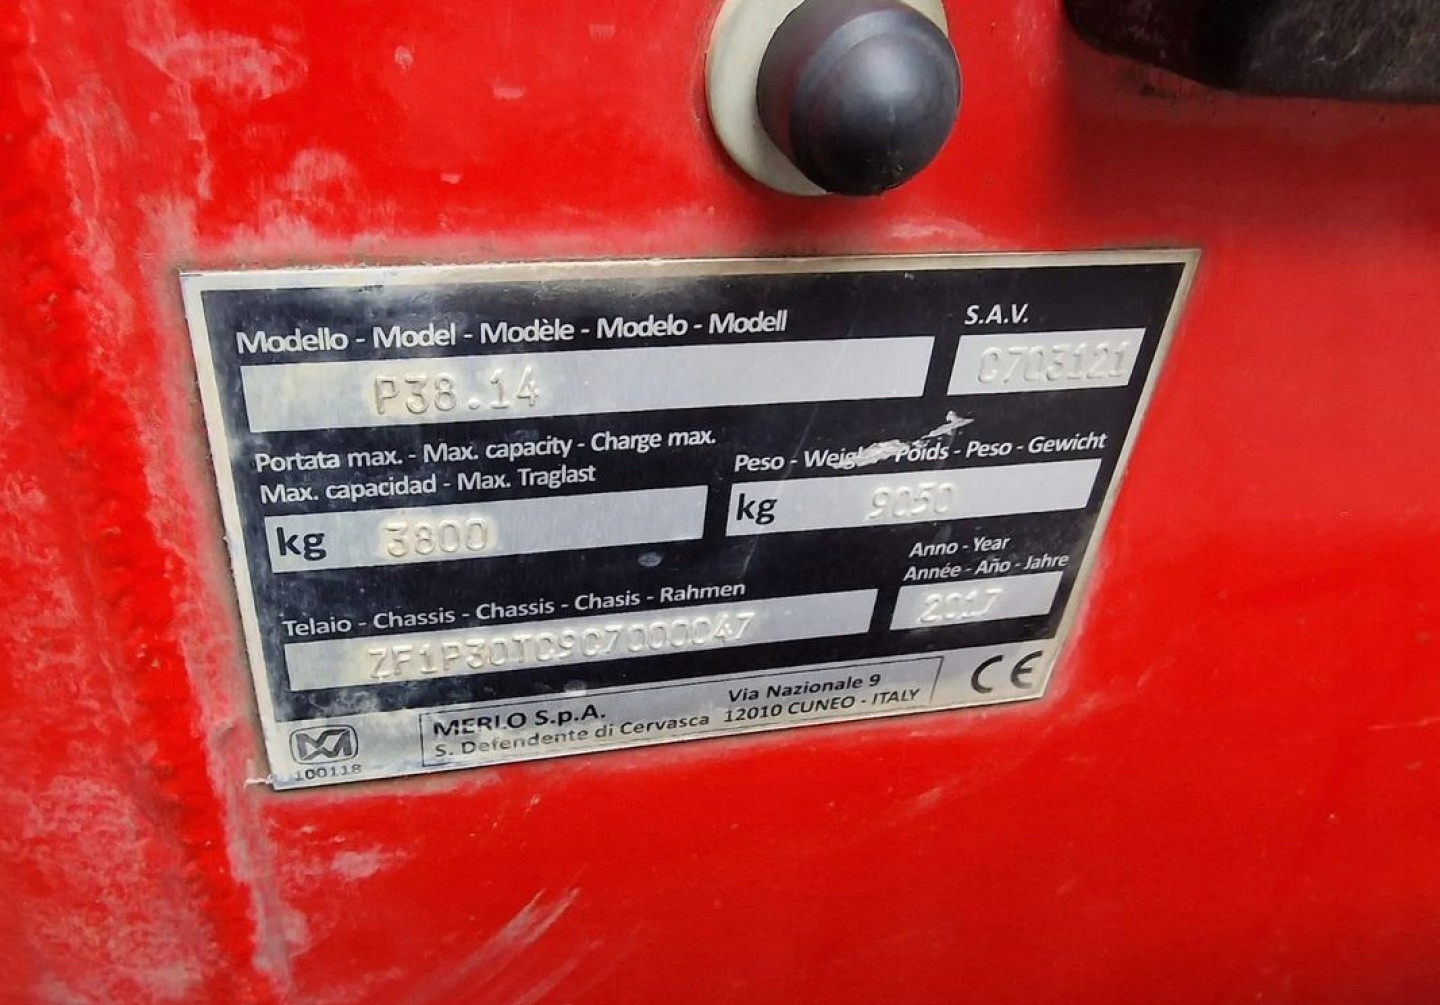 Modello - Model - Modèle - Modelo - Modell
S.A.V.
P38.14
C703121
Portata max. - Max. capacity - Charge max.
Max. capacidad - Max. Traglast
kg 3800
Peso - Weight - Poids - Peso - Gewicht
kg 9050
Telaio - Chassis - Chassis - Chasis - Rahmen
ZF1P30TC9C7000047
Anno - Year
Année - Año - Jahre
2017
100118
MERLO S.p.A.
S. Defendente di Cervasca
Via Nazionale 9
12010 CUNEO - ITALY
CE